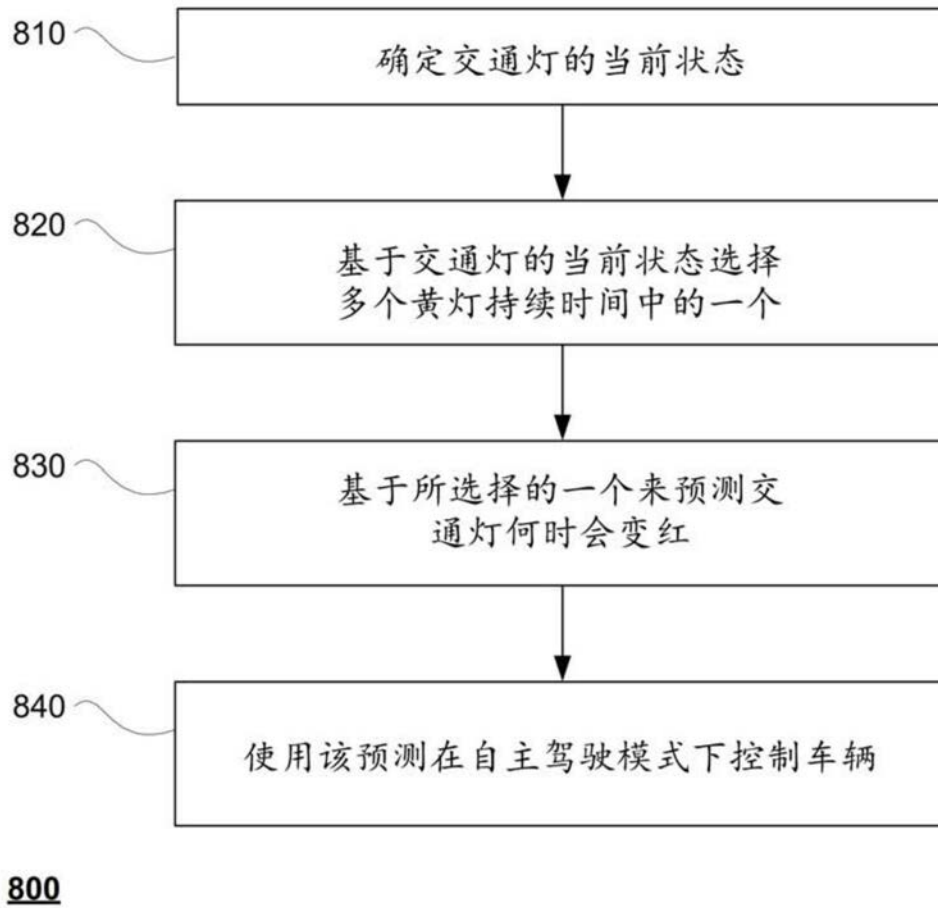 810
确定交通灯的当前状态
820
基于交通灯的当前状态选择
多个黄灯持续时间中的一个
830
基于所选择的一个来预测交
通灯何时会变红
840
使用该预测在自主驾驶模式下控制车辆
800